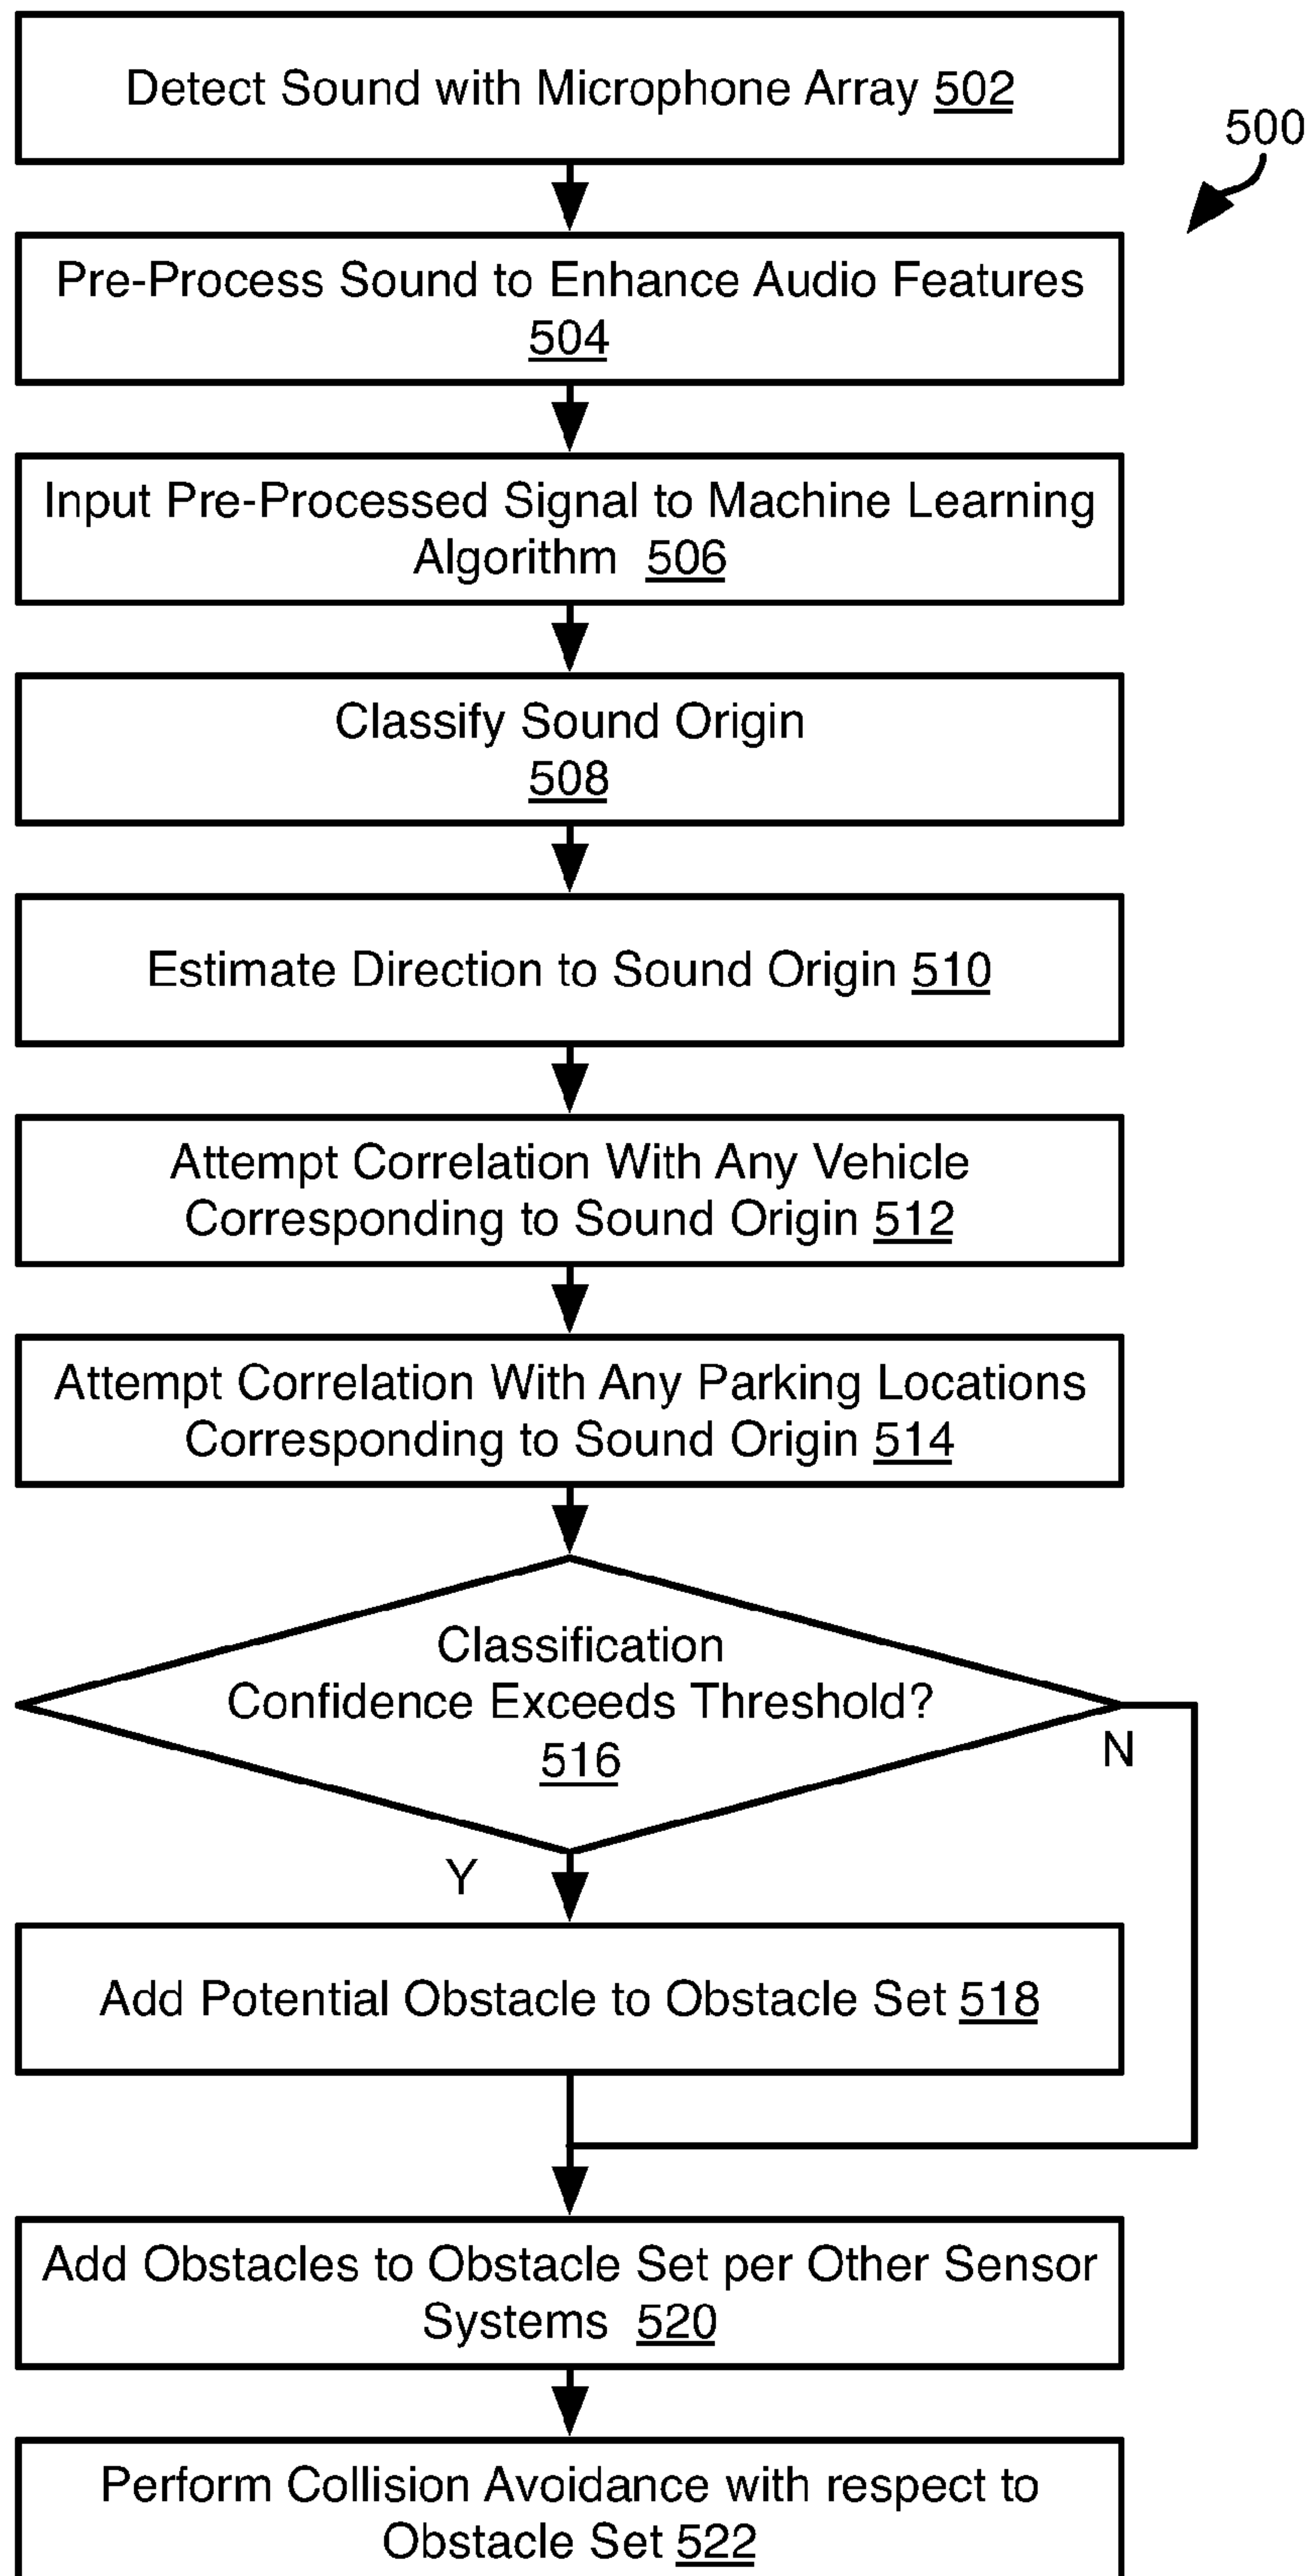 Detect Sound with Microphone Array 502
500
Pre-Process Sound to Enhance Audio Features
504
Input Pre-Processed Signal to Machine Learning
Algorithm 506
Classify Sound Origin
508
Estimate Direction to Sound Origin 510
Attempt Correlation With Any Vehicle
Corresponding to Sound Origin 512
Attempt Correlation With Any Parking Locations
Corresponding to Sound Origin 514
Classification
Confidence Exceeds Threshold?
516
N
Y
Add Potential Obstacle to Obstacle Set 518
Add Obstacles to Obstacle Set per Other Sensor
Systems 520
Perform Collision Avoidance with respect to
Obstacle Set 522